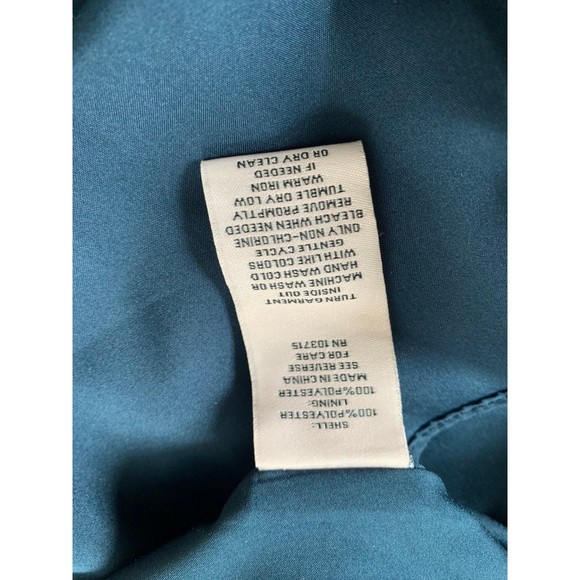 SHELL:
100%POLYESTER
LINING:
100%POLYESTER
MADE IN CHINA
SEE REVERSE
FOR CARE
RN 103715
TURN GARMENT
INSIDE OUT
MACHINE WASH OR
HAND WASH COLD
WITH LIKE COLORS
GENTLE CYCLE
ONLY NON-CHLORINE
BLEACH WHEN NEEDED
REMOVE PROMPTLY
TUMBLE DRY LOW
WARM IRON
IF NEEDED
OR DRY CLEAN